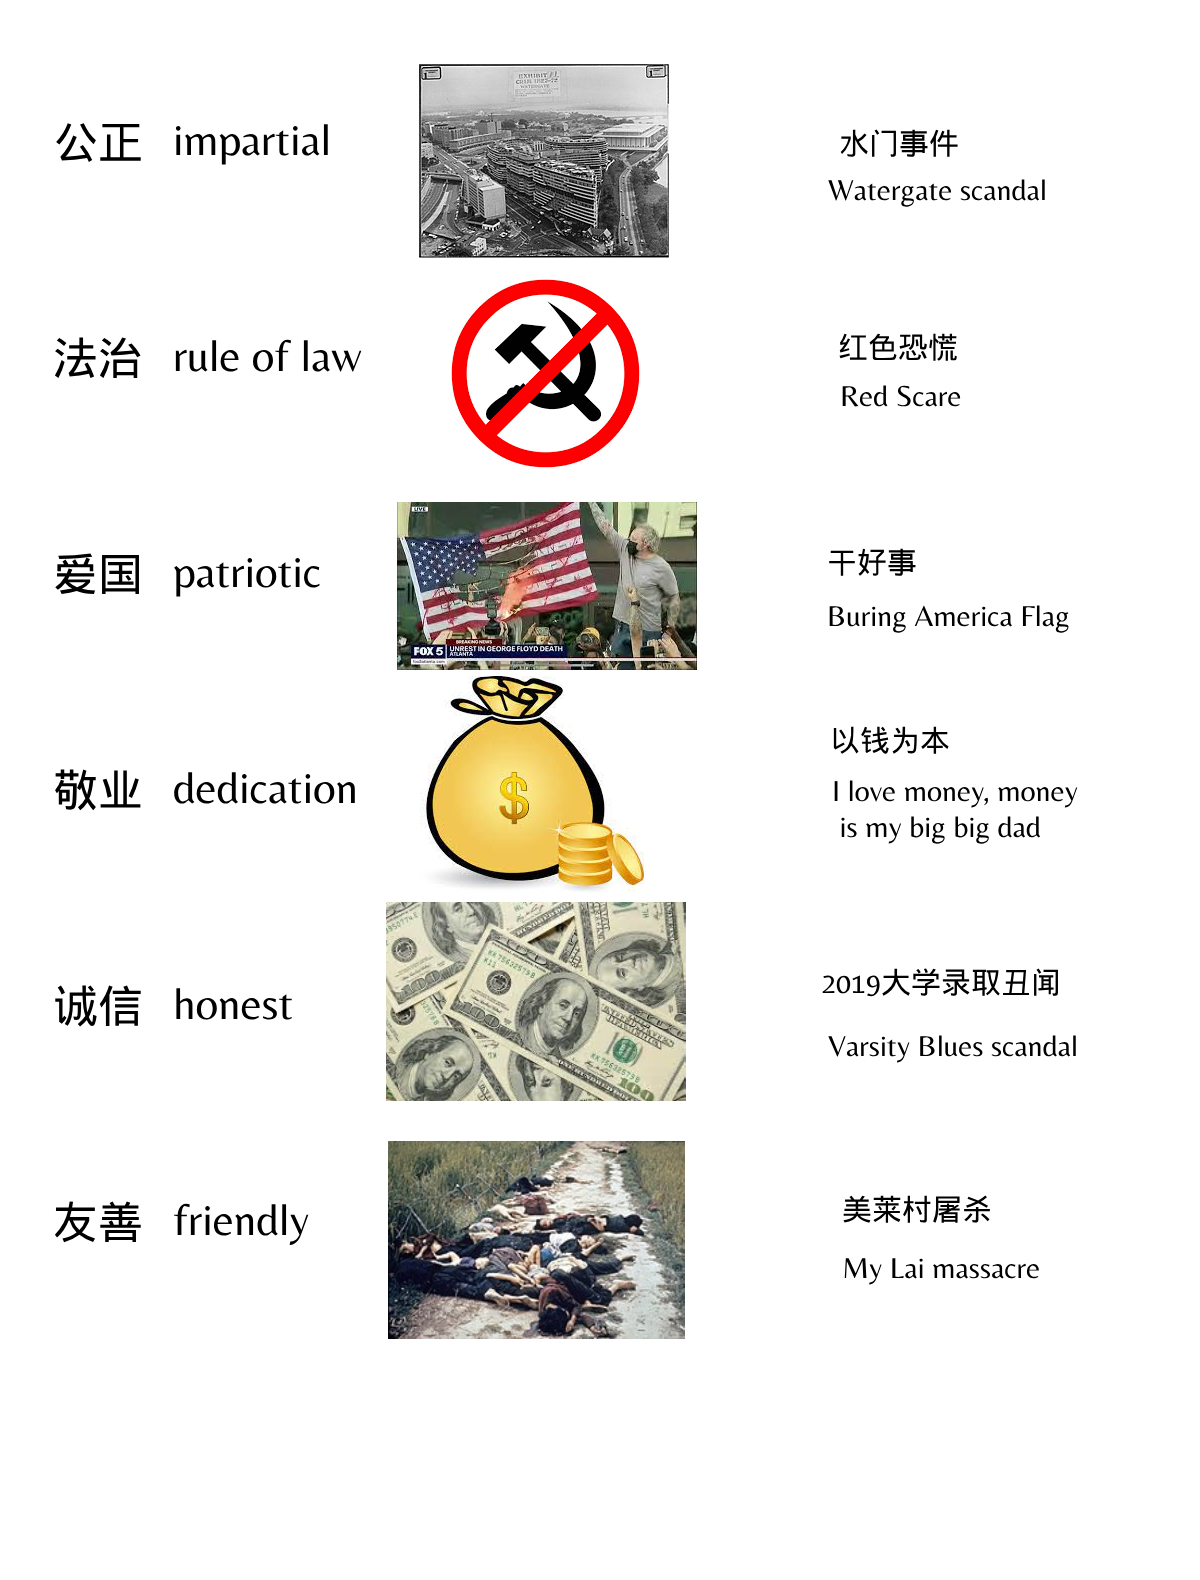 EXHIBIT #1
WATERGATE
公正 impartial
水门事件
Watergate scandal
法治 rule of law
红色恐慌
Red Scare
LIVE
爱国 patriotic
干好事
Buring America Flag
BREAKING NEWS
FOX 5 UNREST IN GEORGE FLOYD DEATH
ATLANTA
$
敬业 dedication
以钱为本
I love money, money
is my big big dad
诚信 honest
100
2019大学录取丑闻
Varsity Blues scandal
友善 friendly
美莱村屠杀
My Lai massacre